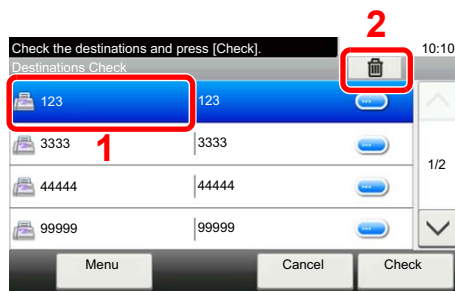 2
Check the destinations and press [Check].
10:10
Destinations Check
123 123
1
3333 3333
1/2
44444 44444
99999 99999
Menu Cancel Check